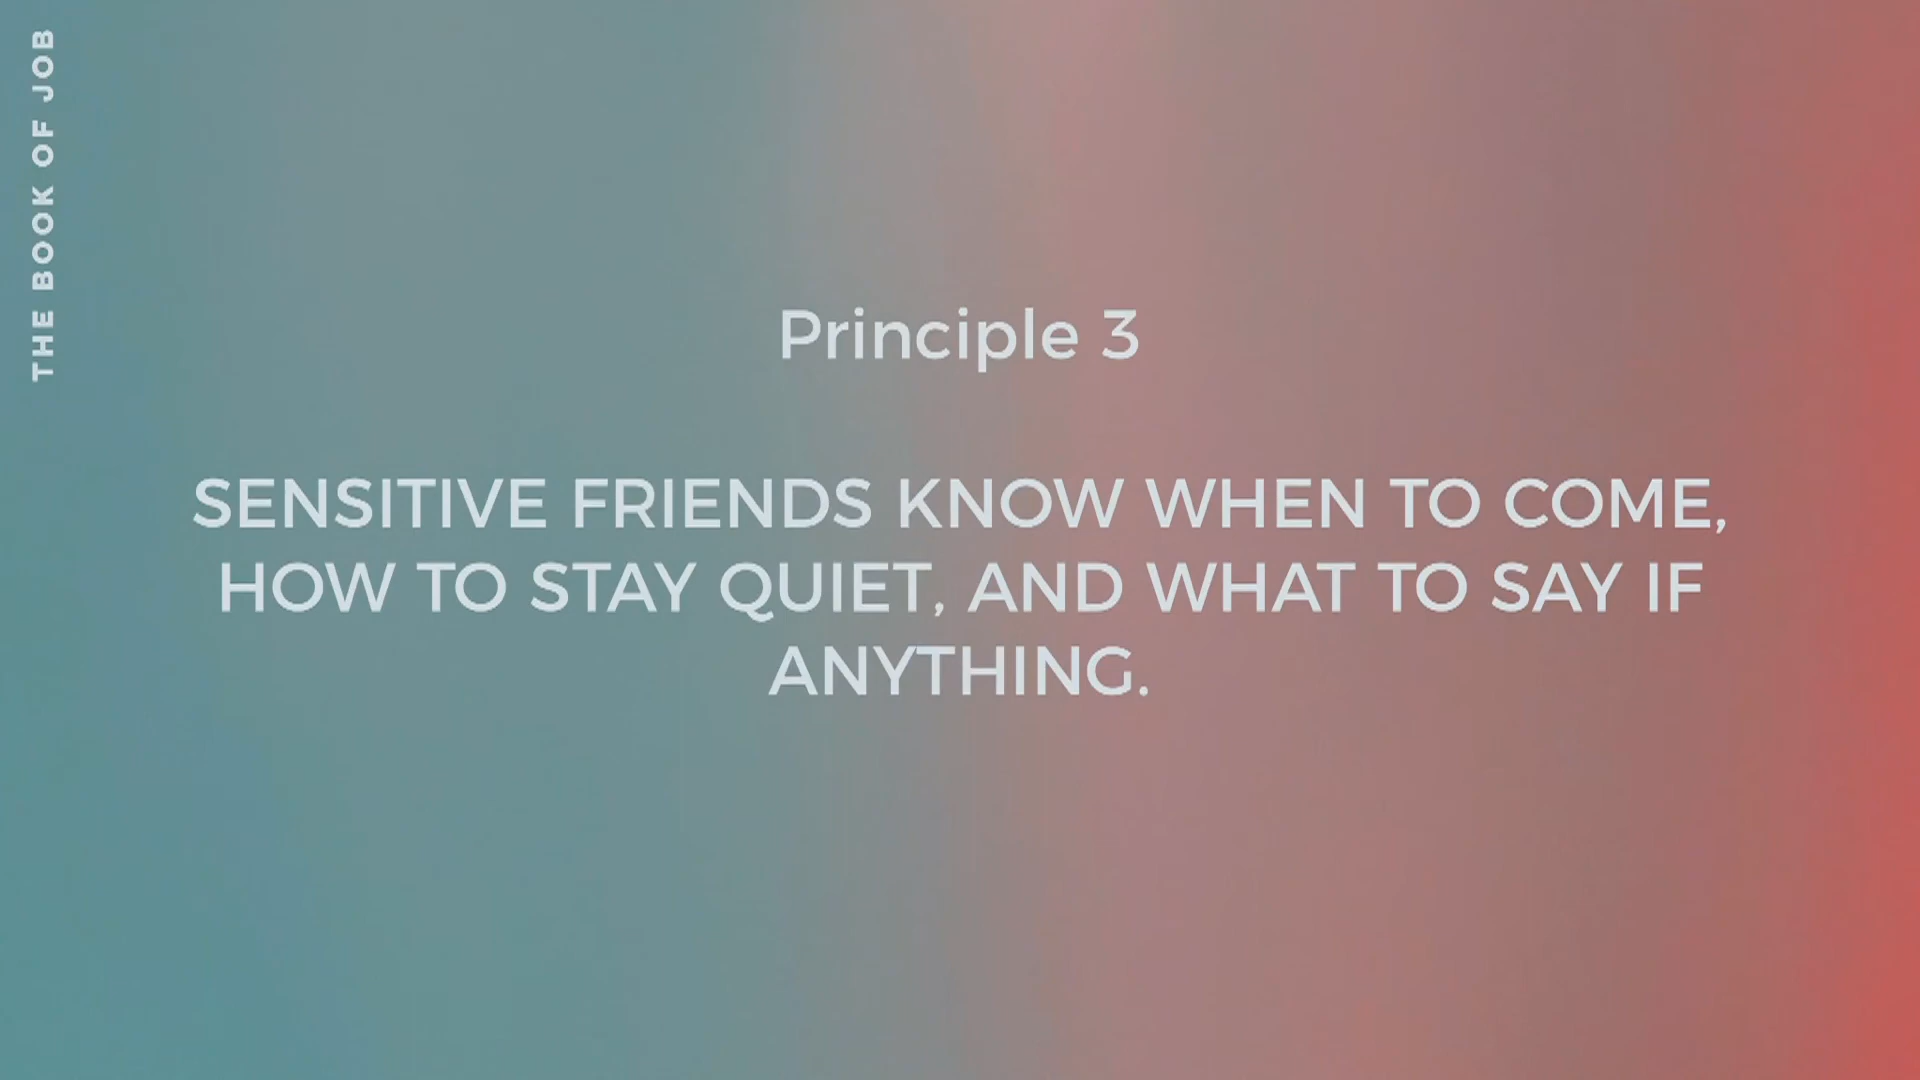 THE BOOK OF JOB
Principle 3
SENSITIVE FRIENDS KNOW WHEN TO COME,
HOW TO STAY QUIET, AND WHAT TO SAY IF
ANYTHING.